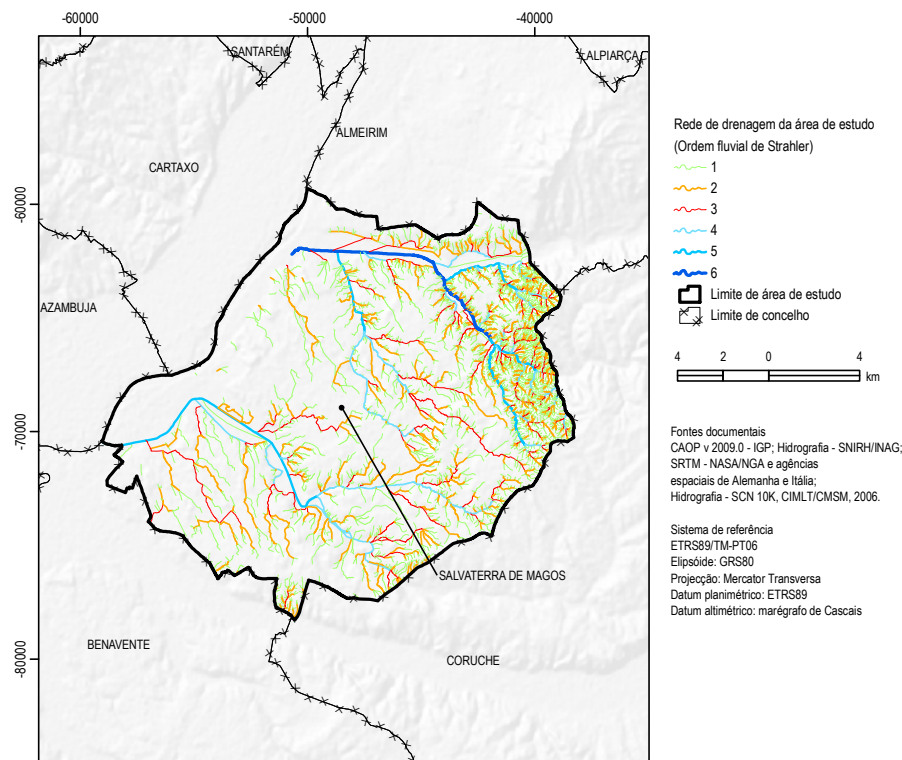 -60000
-50000
-40000
SANTARÉM
ALPIARÇA
ALMEIRIM
CARTAXO
-60000
AZAMBUJA
-70000
SALVATERRA DE MAGOS
BENAVENTE
CORUCHE
-80000
Rede de drenagem da área de estudo
(Ordem fluvial de Strahler)
1
2
3
4
5
6
Limite de área de estudo
Limite de concelho
4 2 0 4
km
Fontes documentais
CAOP v 2009.0 - IGP; Hidrografia - SNIRH/INAG;
SRTM - NASA/NGA e agências
espaciais de Alemanha e Itália;
Hidrografia - SCN 10K, CIMLT/CMSM, 2006.
Sistema de referência
ETRS89/TM-PT06
Elipsóide: GRS80
Projecção: Mercator Transversa
Datum planimétrico: ETRS89
Datum altimétrico: marégrafo de Cascais